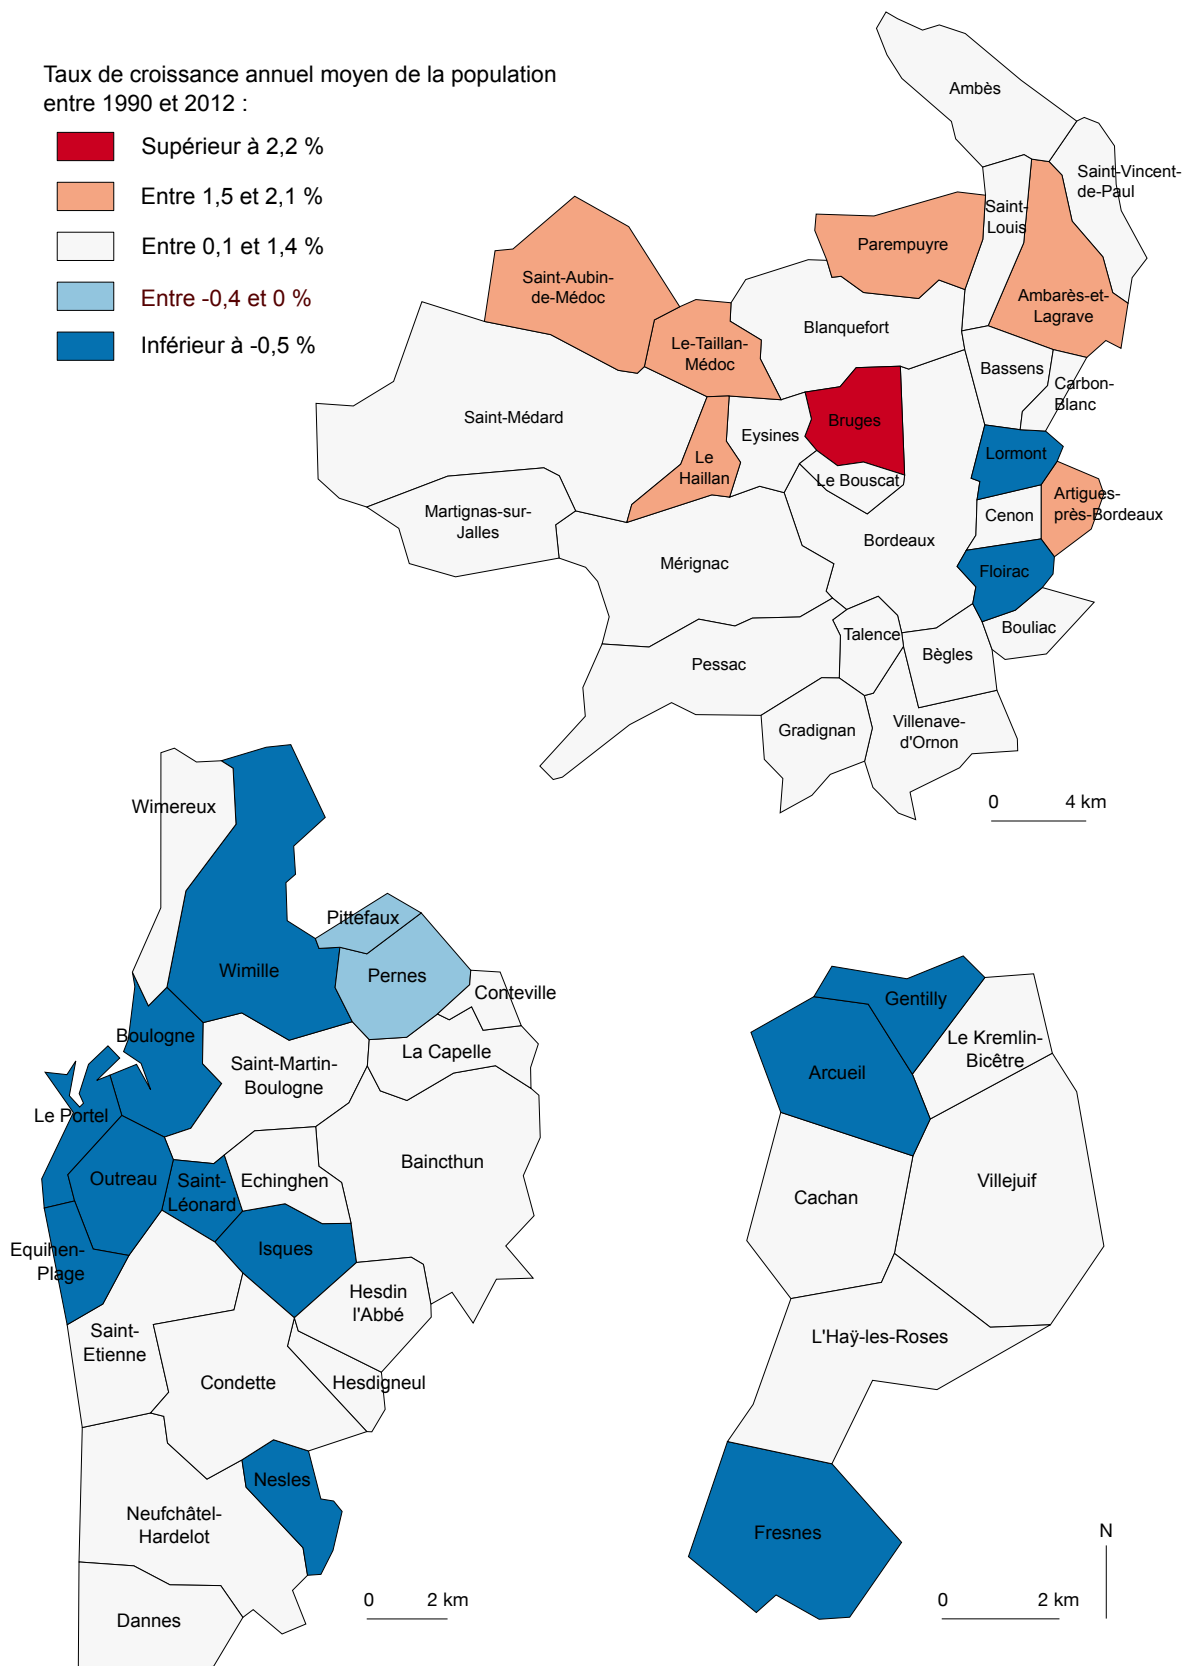 Taux de croissance annuel moyen de la population
entre 1990 et 2012 :
Supérieur à 2,2 %
Entre 1,5 et 2,1 %
Entre 0,1 et 1,4 %
Entre -0,4 et 0 %
Inférieur à -0,5 %
Ambès
Saint-Vincent-
de-Paul
Saint-
Louis
Parempuyre
Saint-Aubin-
de-Médoc
Ambarès-et-
Lagrave
Blanquefort
Le-Taillan-
Médoc
Bassens
Carbon-
Blanc
Saint-Médard
Bruges
Eysines
Lormont
Le
Haillan
Le Bouscat
Artigues-
près-Bordeaux
Martignas-sur-
Jalles
Cenon
Bordeaux
Mérignac
Floirac
Bouliac
Talence
Bègles
Pessac
Gradignan
Villenave-
d'Ornon
0 4 km
Wimereux
Pittefaux
Wimille
Pernes
Conteville
Boulogne
La Capelle
Saint-Martin-
Boulogne
Le Portel
Baincthun
Outreau
Saint-
Léonard
Echinghen
Equihen-
Plage
Isques
Hesdin
l'Abbé
Saint-
Etienne
Condette
Hesdigneul
Nesles
Neufchâtel-
Hardelot
Dannes
0 2 km
Gentilly
Le Kremlin-
Bicêtre
Arcueil
Cachan
Villejuif
L'Haÿ-les-Roses
Fresnes
N
0 2 km